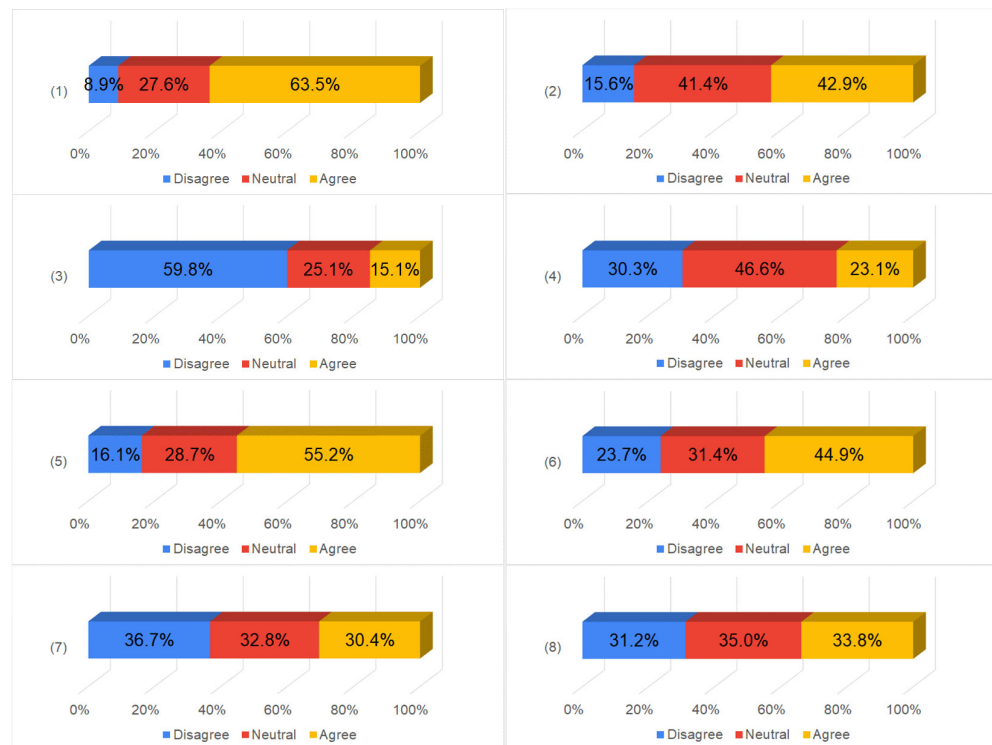 8.9% 27.6% 63.5%
(1)
0% 20% 40% 60% 80% 100%
Disagree Neutral Agree
15.6% 41.4% 42.9%
(2)
0% 20% 40% 60% 80% 100%
Disagree Neutral Agree
59.8% 25.1% 15.1%
(3)
0% 20% 40% 60% 80% 100%
Disagree Neutral Agree
30.3% 46.6% 23.1%
(4)
0% 20% 40% 60% 80% 100%
Disagree Neutral Agree
16.1% 28.7% 55.2%
(5)
0% 20% 40% 60% 80% 100%
Disagree Neutral Agree
23.7% 31.4% 44.9%
(6)
0% 20% 40% 60% 80% 100%
Disagree Neutral Agree
36.7% 32.8% 30.4%
(7)
0% 20% 40% 60% 80% 100%
Disagree Neutral Agree
31.2% 35.0% 33.8%
(8)
0% 20% 40% 60% 80% 100%
Disagree Neutral Agree